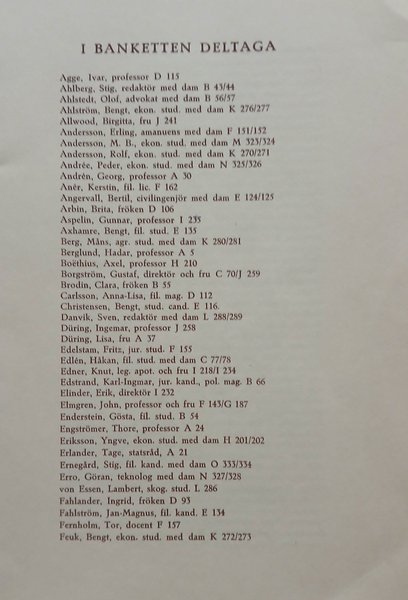 I BANKETTEN DELTAGA
Agge, Ivar, professor D 115
Ahlberg, Stig, redaktör med dam B 43/44
Ahlstedt, Olof, advokat med dam B 56/57
Ahlström, Bengt, ekon. stud. med dam K 276/277
Allwood, Birgitta, fru J 241
Andersson, Erling, amanuens med dam F 151/152
Andersson, M. B., ekon. stud. med dam M 323/324
Andersson, Rolf, ekon. stud. med dam K 270/271
Andrée, Peder, ekon. stud. med dam N 325/326
Andrén, Georg, professor A 30
Anér, Kerstin, fil. lic. F 162
Angervall, Bertil, civilingenjör med dam E 124/125
Arbin, Brita, fröken D 106
Aspelin, Gunnar, professor I 235
Axhamre, Bengt, fil. stud. E 135
Berg, Måns, agr. stud. med dam K 280/281
Berglund, Hadar, professor A 5
Boëthius, Axel, professor H 210
Borgström, Gustaf, direktör och fru C 70/J 259
Brodin, Clara, fröken B 55
Carlsson, Anna-Lisa, fil. mag. D 112
Christensen, Bengt, stud. cand. E 116.
Danvik, Sven, redaktör med dam L 288/289
Düring, Ingemar, professor J 258
Düring, Lisa, fru A 37
Edelstam, Fritz, jur. stud. F 155
Edlén, Håkan, fil. stud. med dam C 77/78
Edner, Knut, leg. apot. och fru I 218/I 234
Edstrand, Karl-Ingmar, jur. kand., pol. mag. B 66
Elinder, Erik, direktör I 232
Elmgren, John, professor och fru F 143/G 187
Enderstein, Gösta, fil. stud. B 54
Engströmer, Thore, professor A 24
Eriksson, Yngve, ekon. stud. med dam H 201/202
Erlander, Tage, statsråd, A 21
Ernegård, Stig, fil. kand. med dam O 333/334
Erro, Göran, teknolog med dam N 327/328
von Essen, Lambert, skog. stud. L 286
Fahlander, Ingrid, fröken D 93
Fahlström, Jan-Magnus, fil. kand. E 134
Fernholm, Tor, docent F 157
Feuk, Bengt, ekon. stud. med dam K 272/273